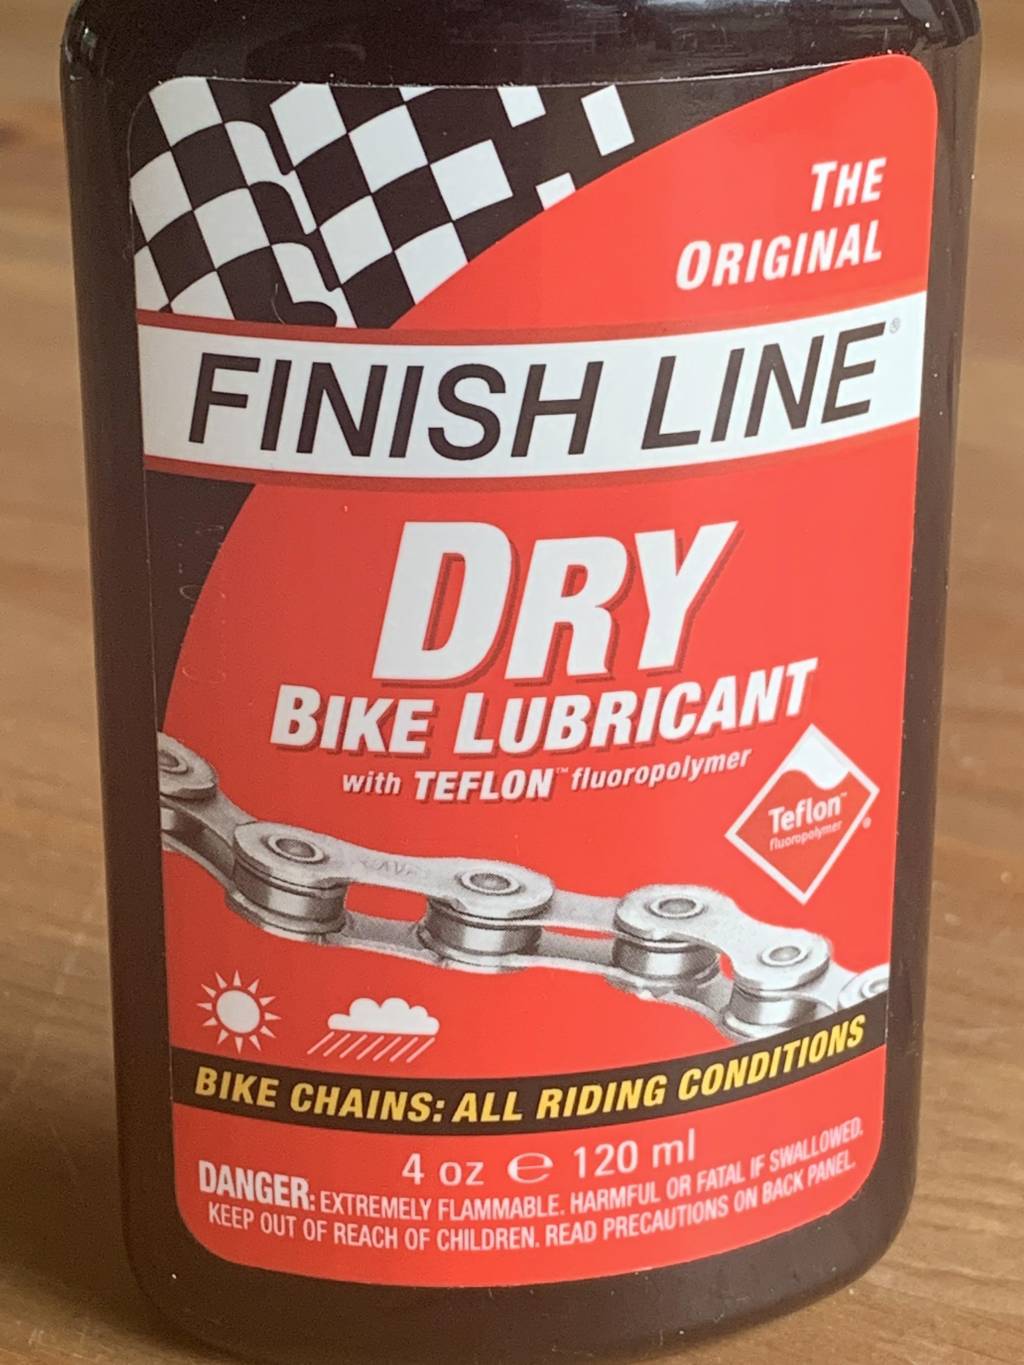 THE
ORIGINAL
FINISH LINE®
DRY
BIKE LUBRICANT
with TEFLON™ fluoropolymer
Teflon™
fluoropolymer
®
BIKE CHAINS: ALL RIDING CONDITIONS
4 oz ℮ 120 ml
DANGER: EXTREMELY FLAMMABLE. HARMFUL OR FATAL IF SWALLOWED.
KEEP OUT OF REACH OF CHILDREN. READ PRECAUTIONS ON BACK PANEL.